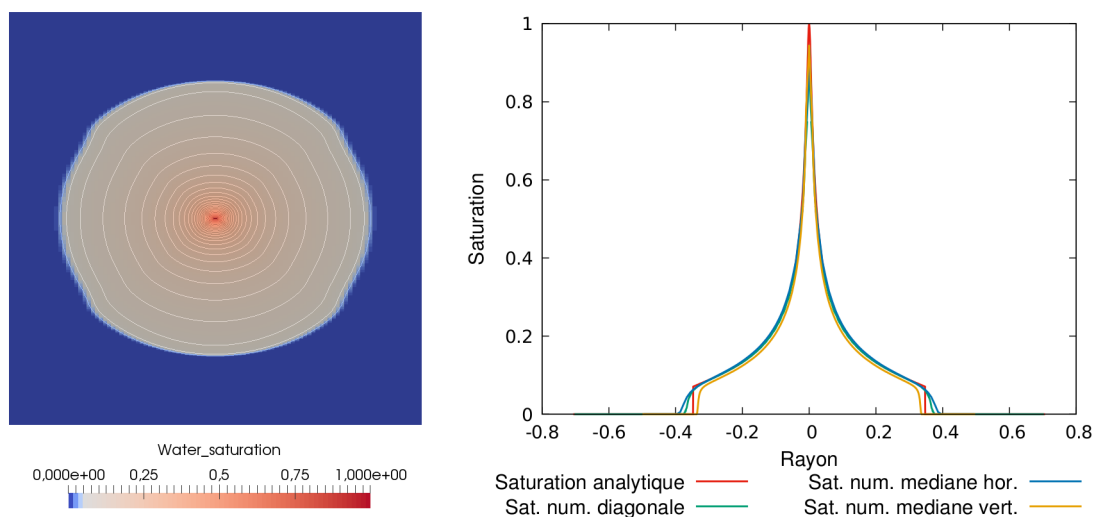 Water_saturation
0,000e+00 0,25 0,5 0,75 1,000e+00
1
0.8
0.6
0.4
0.2
0
Saturation
-0.8 -0.6 -0.4 -0.2 0 0.2 0.4 0.6 0.8
Rayon
Saturation analytique Sat. num. mediane hor.
Sat. num. diagonale Sat. num. mediane vert.